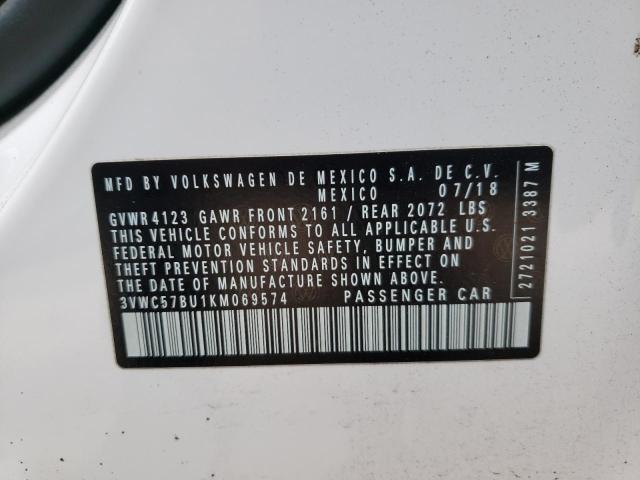 MFD BY VOLKSWAGEN DE MEXICO S.A. DE C.V.
MEXICO 07/18
GVWR4123 GAWR FRONT 2161 / REAR 2072 LBS
THIS VEHICLE CONFORMS TO ALL APPLICABLE U.S.
FEDERAL MOTOR VEHICLE SAFETY, BUMPER AND
THEFT PREVENTION STANDARDS IN EFFECT ON
THE DATE OF MANUFACTURE SHOWN ABOVE.
3VWC57BU1KM069574 PASSENGER CAR
2721021 3387 M